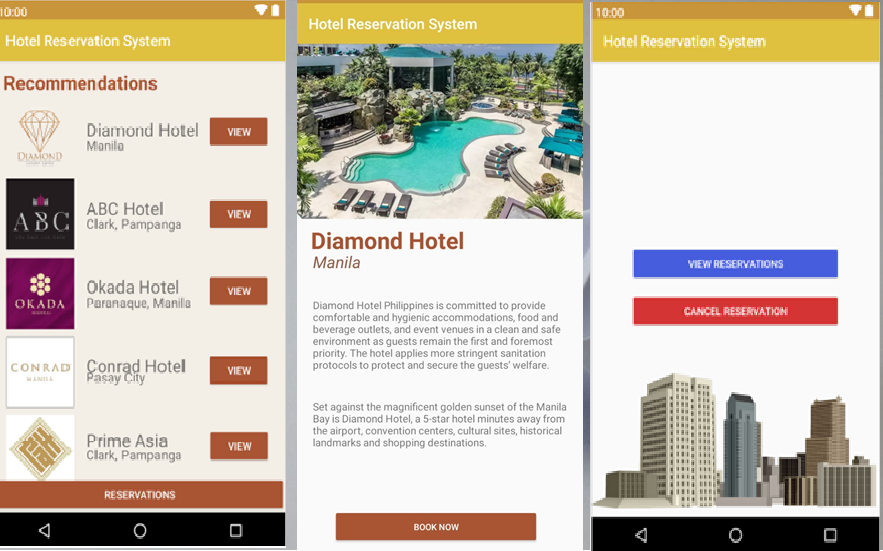 10:00
Hotel Reservation System
Recommendations
DIAMOND
Diamond Hotel
Manila
VIEW
ABC
ABC Hotel
Clark, Pampanga
VIEW
OKADA
MANILA
Okada Hotel
Paranaque, Manila
VIEW
CONRAD
MANILA
Conrad Hotel
Pasay City
VIEW
Prime Asia
Clark, Pampanga
VIEW
RESERVATIONS
Hotel Reservation System
Diamond Hotel
Manila
Diamond Hotel Philippines is committed to provide
comfortable and hygienic accommodations, food and
beverage outlets, and event venues in a clean and safe
environment as guests remain the first and foremost
priority. The hotel applies more stringent sanitation
protocols to protect and secure the guests' welfare.
Set against the magnificent golden sunset of the Manila
Bay is Diamond Hotel, a 5-star hotel minutes away from
the airport, convention centers, cultural sites, historical
landmarks and shopping destinations.
BOOK NOW
10:00
Hotel Reservation System
VIEW RESERVATIONS
CANCEL RESERVATION